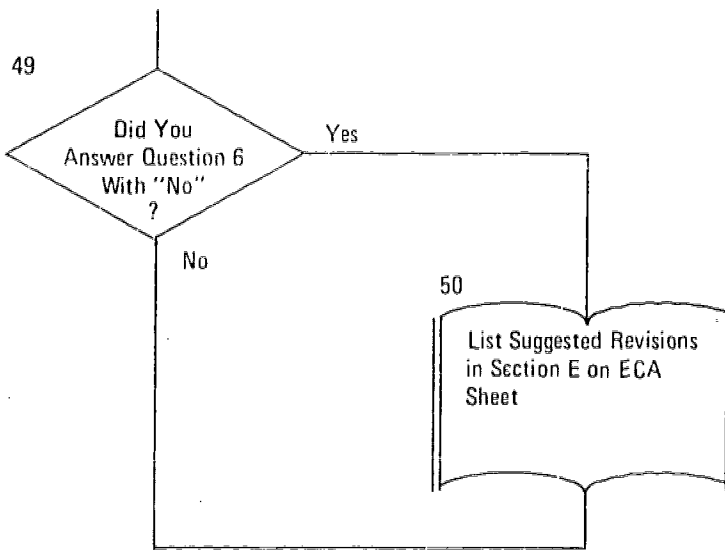 49
Did You
Answer Question 6
With "No"
?
Yes
No
50
List Suggested Revisions
in Section E on ECA
Sheet